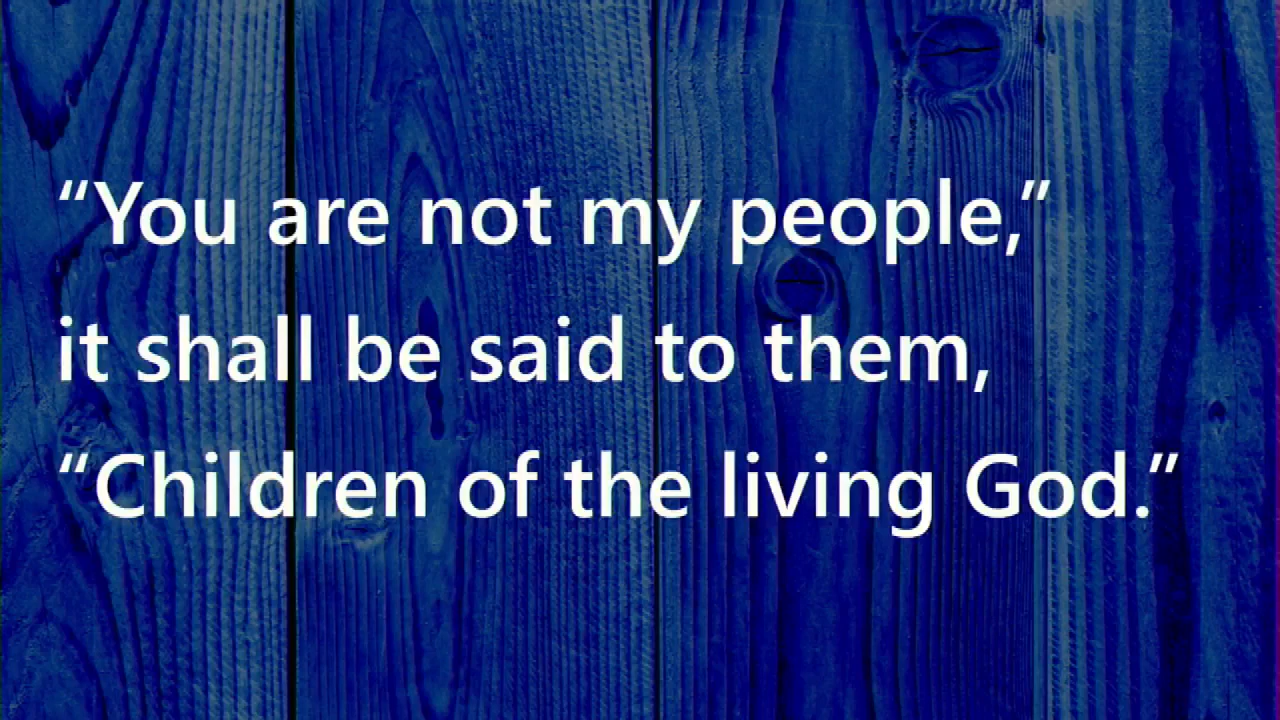 “You are not my people,”
it shall be said to them,
“Children of the living God.”